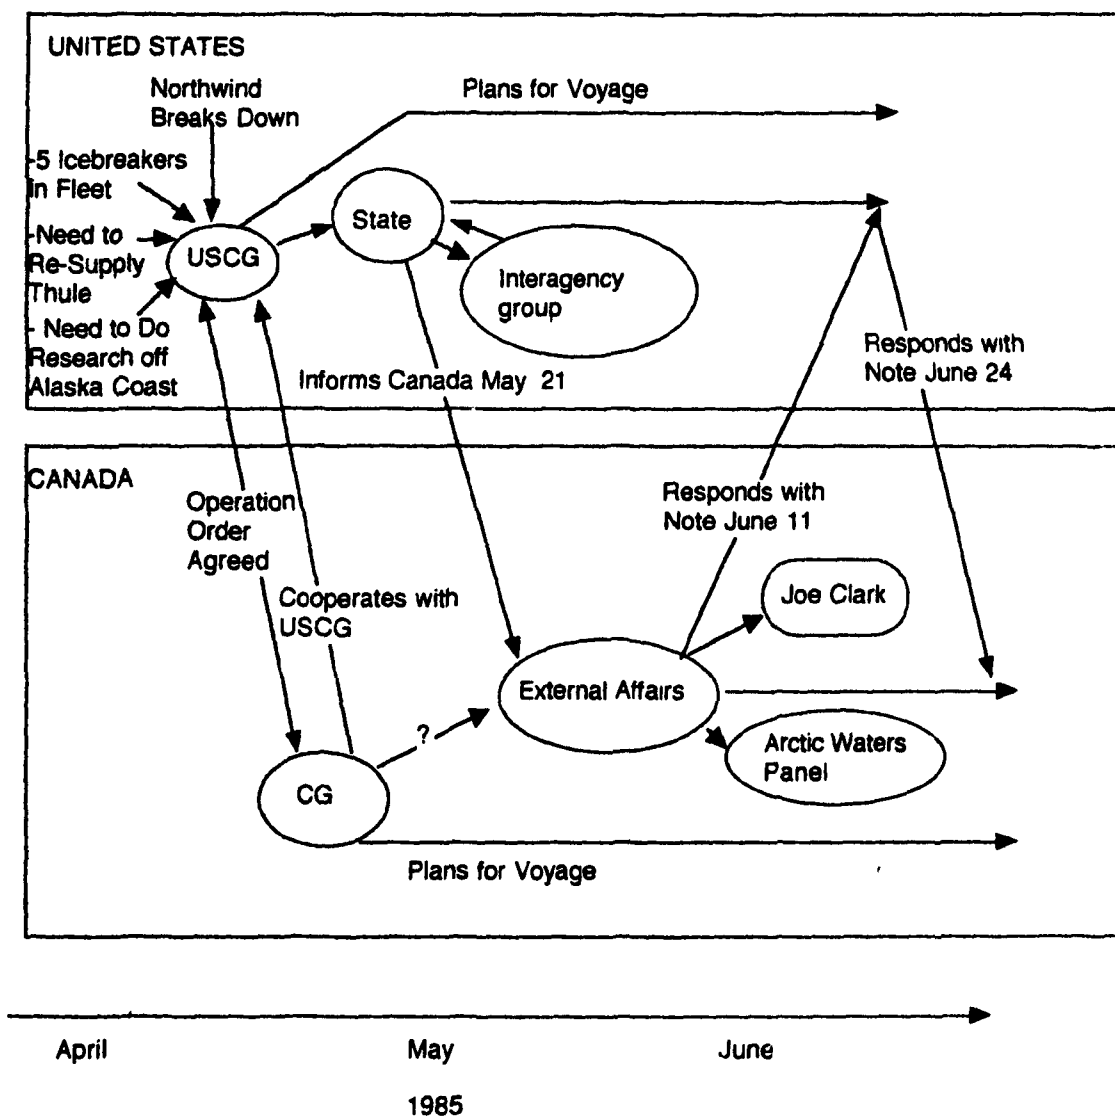 UNITED STATES
Northwind
Breaks Down
Plans for Voyage
-5 Icebreakers
in Fleet
-Need to
Re-Supply
Thule
- Need to Do
Research off
Alaska Coast
USCG
State
Interagency
group
Informs Canada May 21
Responds with
Note June 24
CANADA
Operation
Order
Agreed
Cooperates with
USCG
Responds with
Note June 11
Joe Clark
External Affairs
?
Arctic Waters
Panel
CG
Plans for Voyage
April
May
June
1985